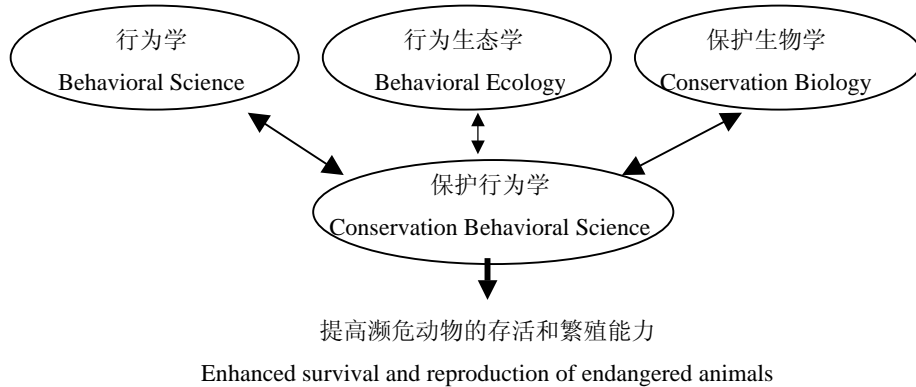 行为学
Behavioral Science
行为生态学
Behavioral Ecology
保护生物学
Conservation Biology
保护行为学
Conservation Behavioral Science
提高濒危动物的存活和繁殖能力
Enhanced survival and reproduction of endangered animals